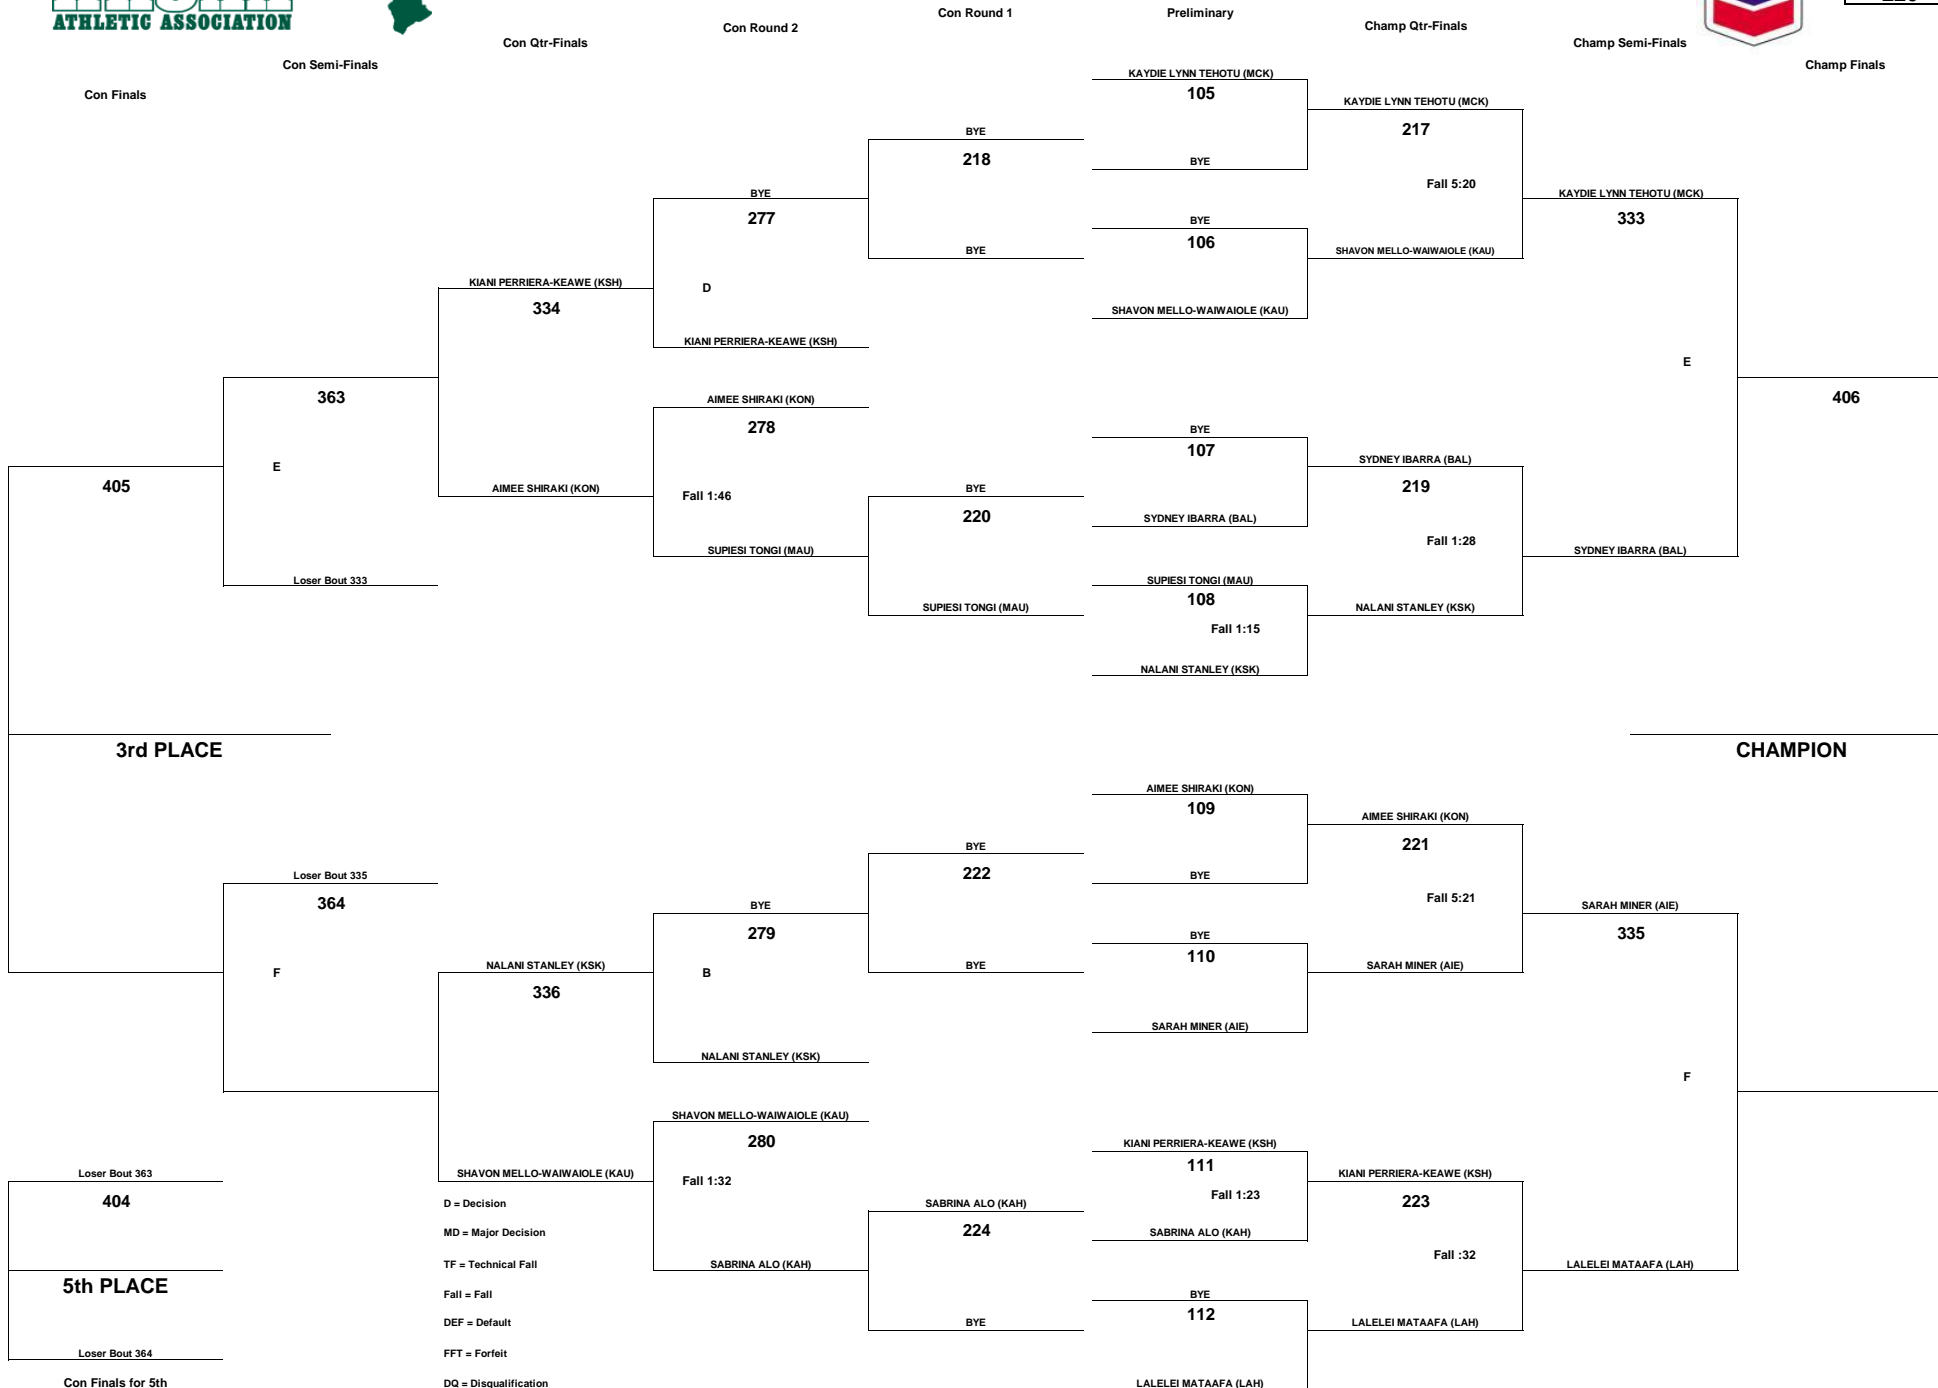 ATHLETIC ASSOCIATION
Con Finals
Con Semi-Finals
Con Qtr-Finals
Con Round 2
Con Round 1
Preliminary
Champ Qtr-Finals
Champ Semi-Finals
Champ Finals
KAYDIE LYNN TEHOTU (MCK)
105
KAYDIE LYNN TEHOTU (MCK)
BYE
217
218
BYE
Fall 5:20
BYE
KAYDIE LYNN TEHOTU (MCK)
277
BYE
333
106
BYE
SHAVON MELLO-WAIWAIOLE (KAU)
KIANI PERRIERA-KEAWE (KSH)
D
334
SHAVON MELLO-WAIWAIOLE (KAU)
KIANI PERRIERA-KEAWE (KSH)
E
363
AIMEE SHIRAKI (KON)
406
278
BYE
107
SYDNEY IBARRA (BAL)
E
405
AIMEE SHIRAKI (KON)
Fall 1:46
BYE
219
220
SYDNEY IBARRA (BAL)
Fall 1:28
SUPIESI TONGI (MAU)
SYDNEY IBARRA (BAL)
Loser Bout 333
SUPIESI TONGI (MAU)
108
SUPIESI TONGI (MAU)
NALANI STANLEY (KSK)
Fall 1:15
NALANI STANLEY (KSK)
3rd PLACE
CHAMPION
AIMEE SHIRAKI (KON)
109
AIMEE SHIRAKI (KON)
BYE
221
Loser Bout 335
222
BYE
364
Fall 5:21
BYE
SARAH MINER (AIE)
279
BYE
335
110
F
NALANI STANLEY (KSK)
B
BYE
SARAH MINER (AIE)
336
SARAH MINER (AIE)
NALANI STANLEY (KSK)
F
SHAVON MELLO-WAIWAIOLE (KAU)
280
KIANI PERRIERA-KEAWE (KSH)
111
Loser Bout 363
SHAVON MELLO-WAIWAIOLE (KAU)
Fall 1:32
KIANI PERRIERA-KEAWE (KSH)
404
D = Decision
SABRINA ALO (KAH)
Fall 1:23
223
MD = Major Decision
224
SABRINA ALO (KAH)
Fall :32
TF = Technical Fall
SABRINA ALO (KAH)
LALELEI MATAAFA (LAH)
5th PLACE
Fall = Fall
BYE
112
DEF = Default
BYE
LALELEI MATAAFA (LAH)
Loser Bout 364
FFT = Forfeit
Con Finals for 5th
DQ = Disqualification
LALELEI MATAAFA (LAH)